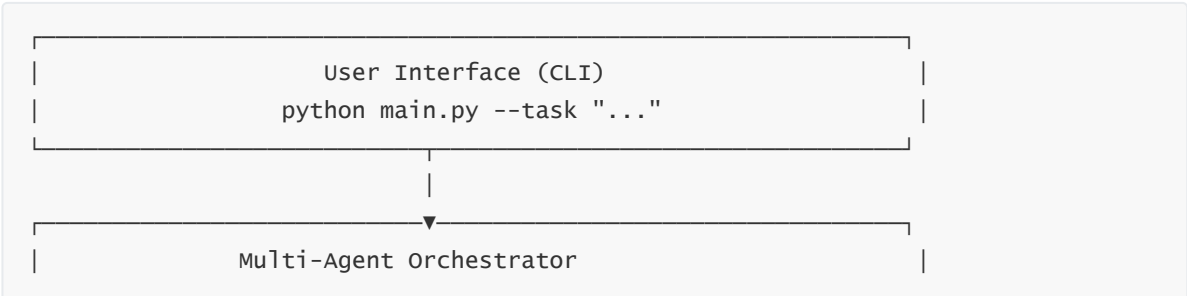 User Interface (CLI)
python main.py --task "..."
Multi-Agent Orchestrator